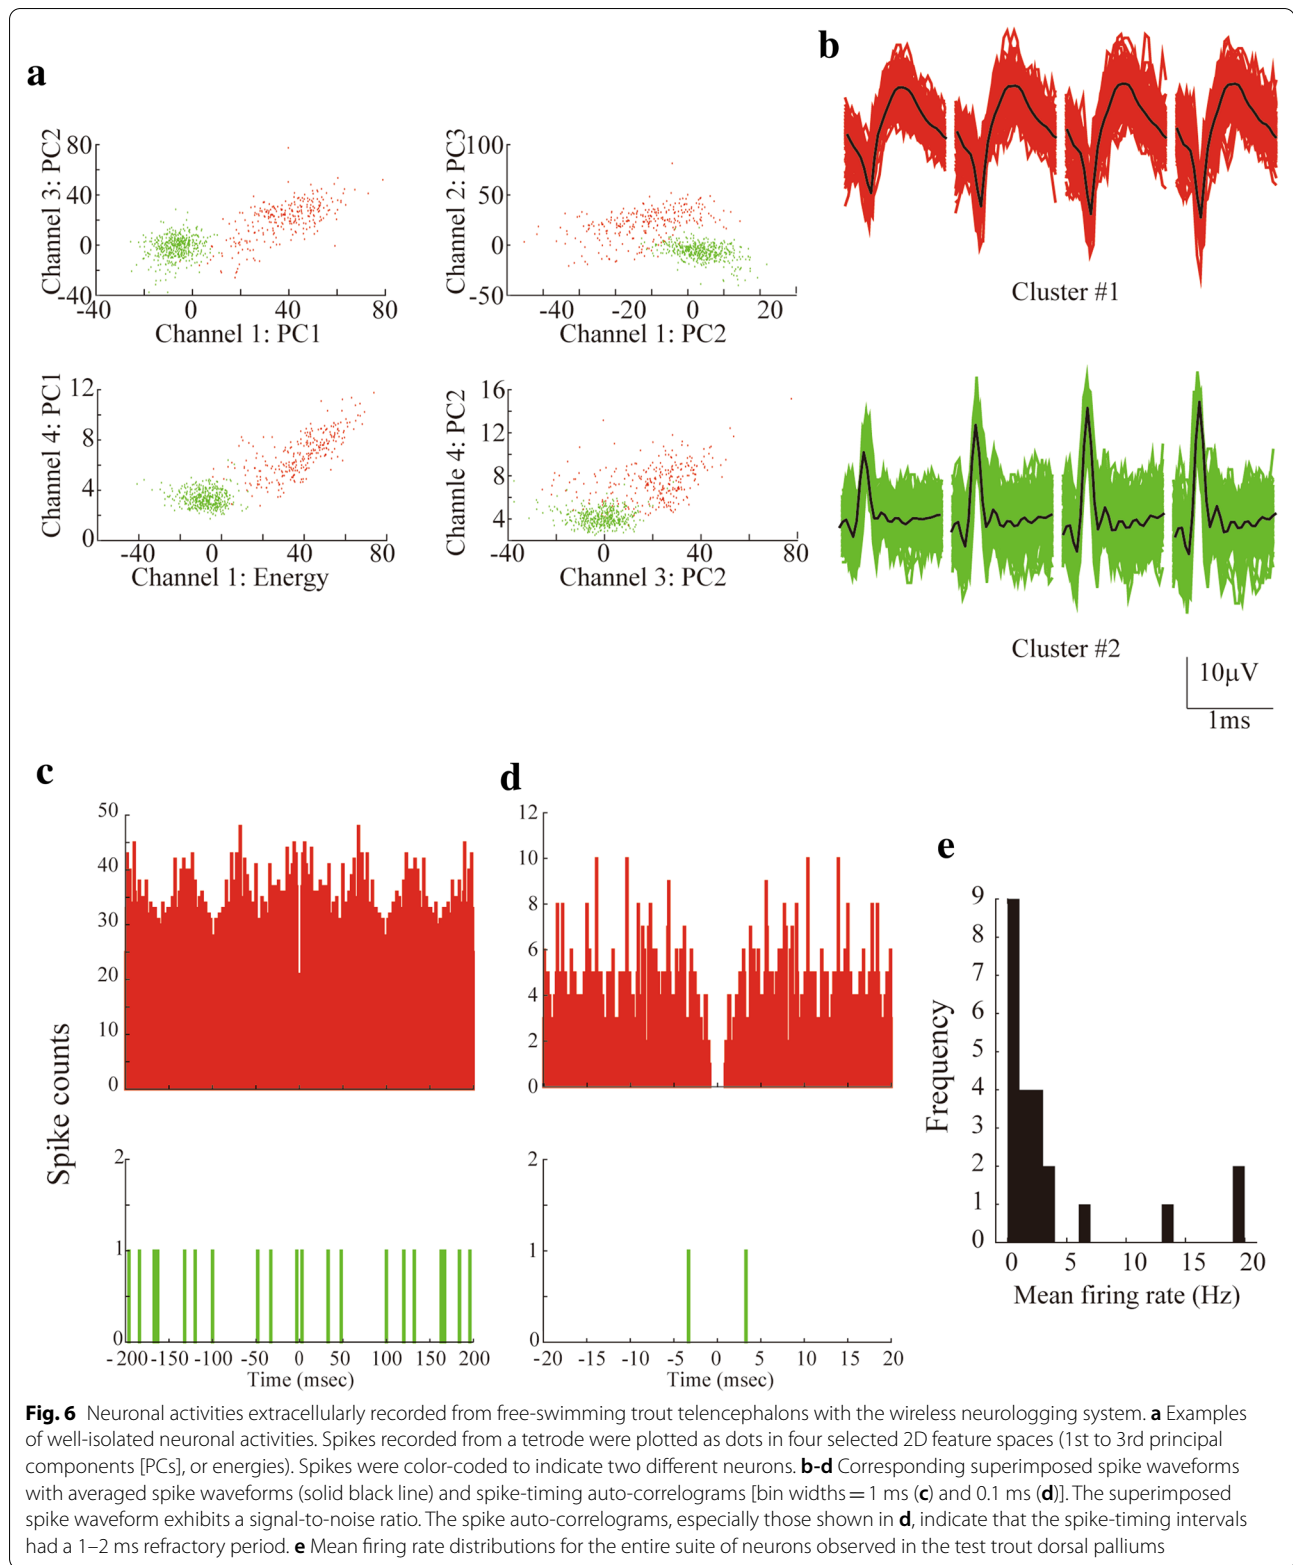 a
80
40
0
-40
Channel 3: PC2
-40 0 40 80
Channel 1: PC1
100
50
0
-50
Channel 2: PC3
-40 -20 0 20
Channel 1: PC2
12
8
4
0
Channel 4: PC1
-40 0 40 80
Channel 1: Energy
16
12
8
4
Channle 4: PC2
-40 0 40 80
Channel 3: PC2
b
Cluster #1
Cluster #2
10μV
1ms
c
50
40
30
20
10
0
Spike counts
2
1
0
-200 -150 -100 -50 0 50 100 150 200
Time (msec)
d
12
10
8
6
4
2
0
2
1
0
-20 -15 -10 -5 0 5 10 15 20
Time (msec)
e
9
8
7
6
5
4
3
2
1
0
Frequency
0 5 10 15 20
Mean firing rate (Hz)
Fig. 6 Neuronal activities extracellularly recorded from free-swimming trout telencephalons with the wireless neurologging system. a Examples
of well-isolated neuronal activities. Spikes recorded from a tetrode were plotted as dots in four selected 2D feature spaces (1st to 3rd principal
components [PCs], or energies). Spikes were color-coded to indicate two different neurons. b-d Corresponding superimposed spike waveforms
with averaged spike waveforms (solid black line) and spike-timing auto-correlograms [bin widths = 1 ms (c) and 0.1 ms (d)]. The superimposed
spike waveform exhibits a signal-to-noise ratio. The spike auto-correlograms, especially those shown in d, indicate that the spike-timing intervals
had a 1–2 ms refractory period. e Mean firing rate distributions for the entire suite of neurons observed in the test trout dorsal palliums